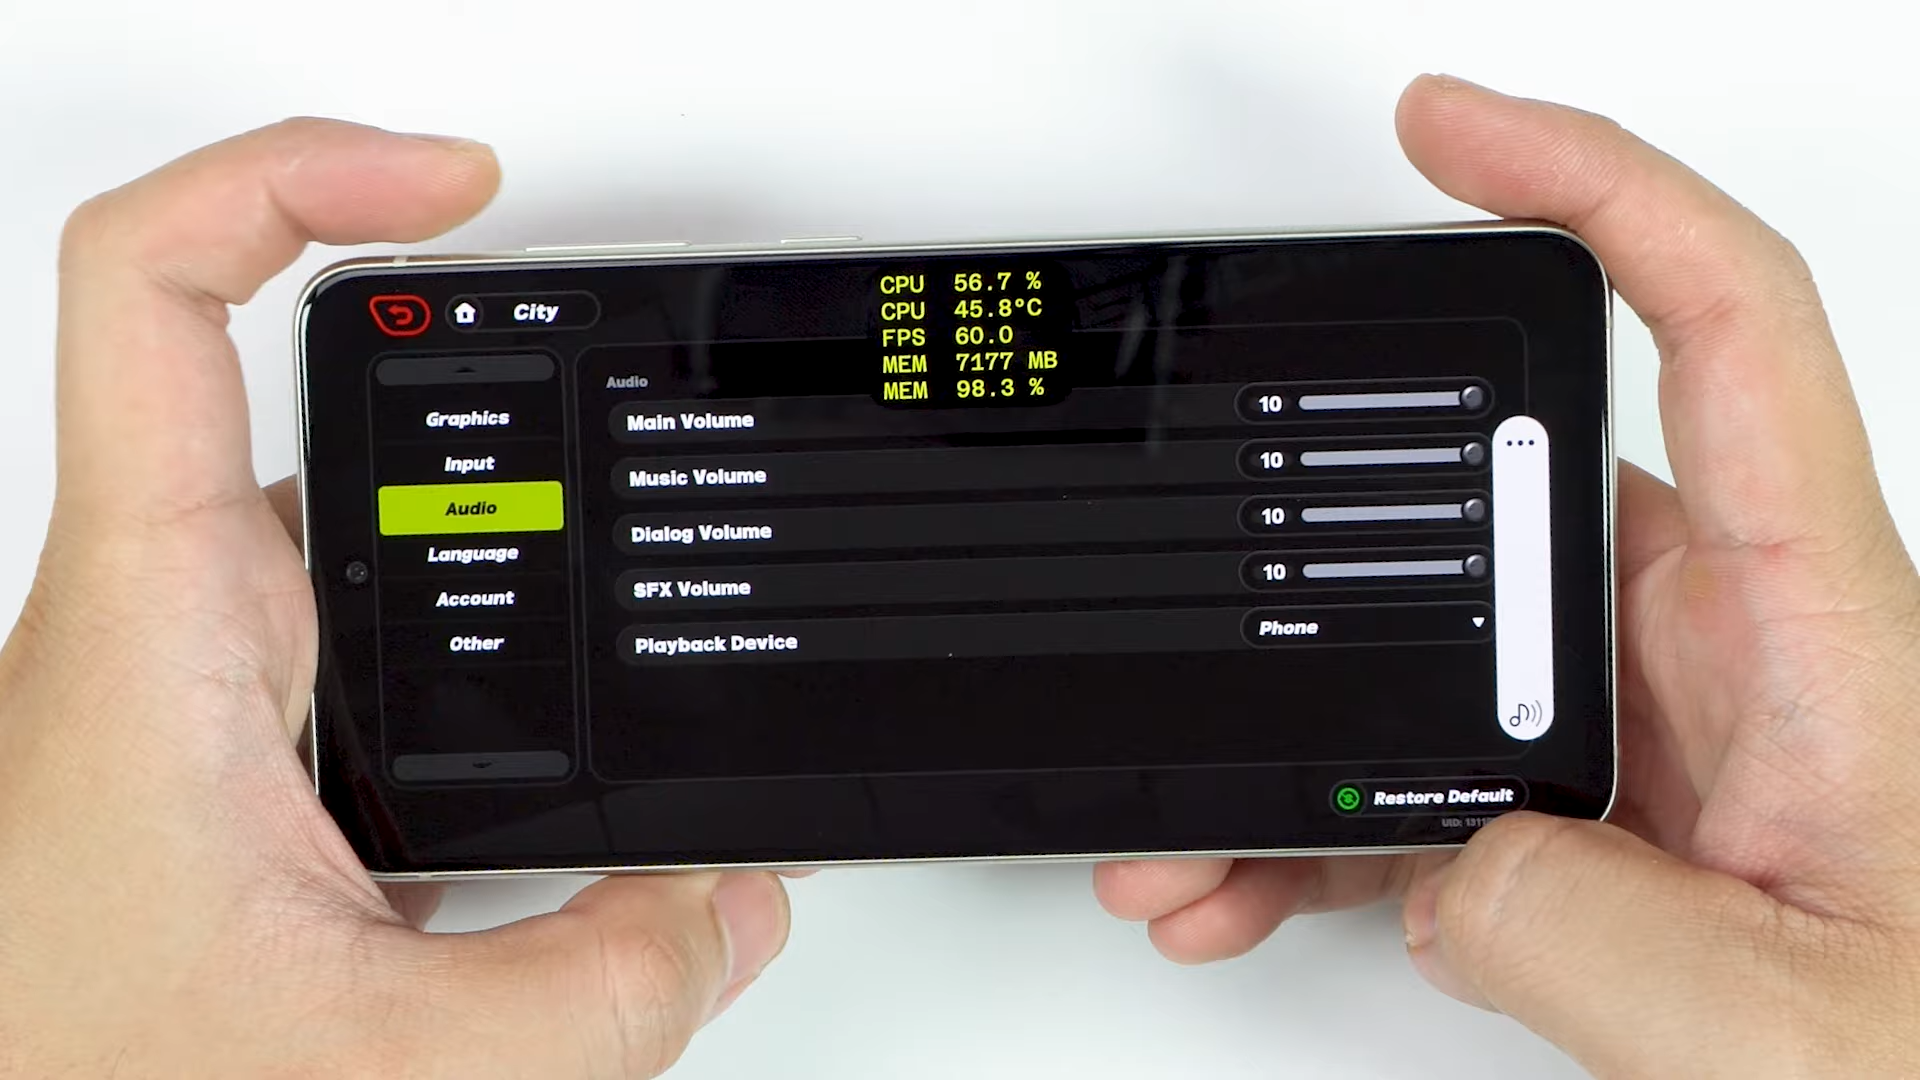 City
CPU 56.7 %
CPU 45.8°C
FPS 60.0
MEM 7177 MB
MEM 98.3 %
Graphics
Input
Audio
Language
Account
Other
Audio
Main Volume 10
Music Volume 10
Dialog Volume 10
SFX Volume 10
Playback Device Phone
Restore Default
UID: